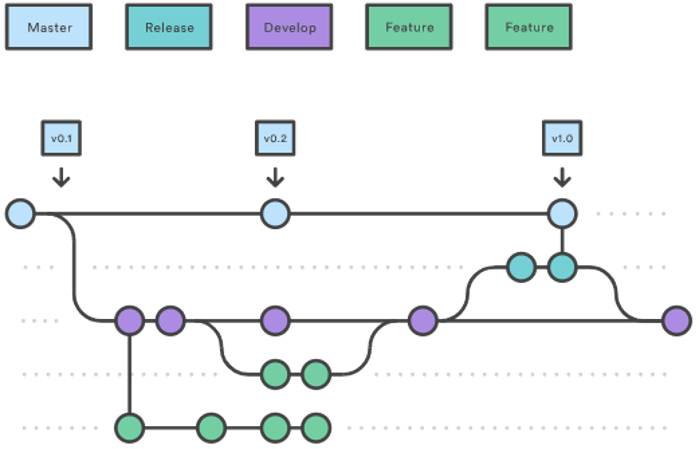 Master
Release
Develop
Feature
Feature
v0.1
v0.2
v1.0